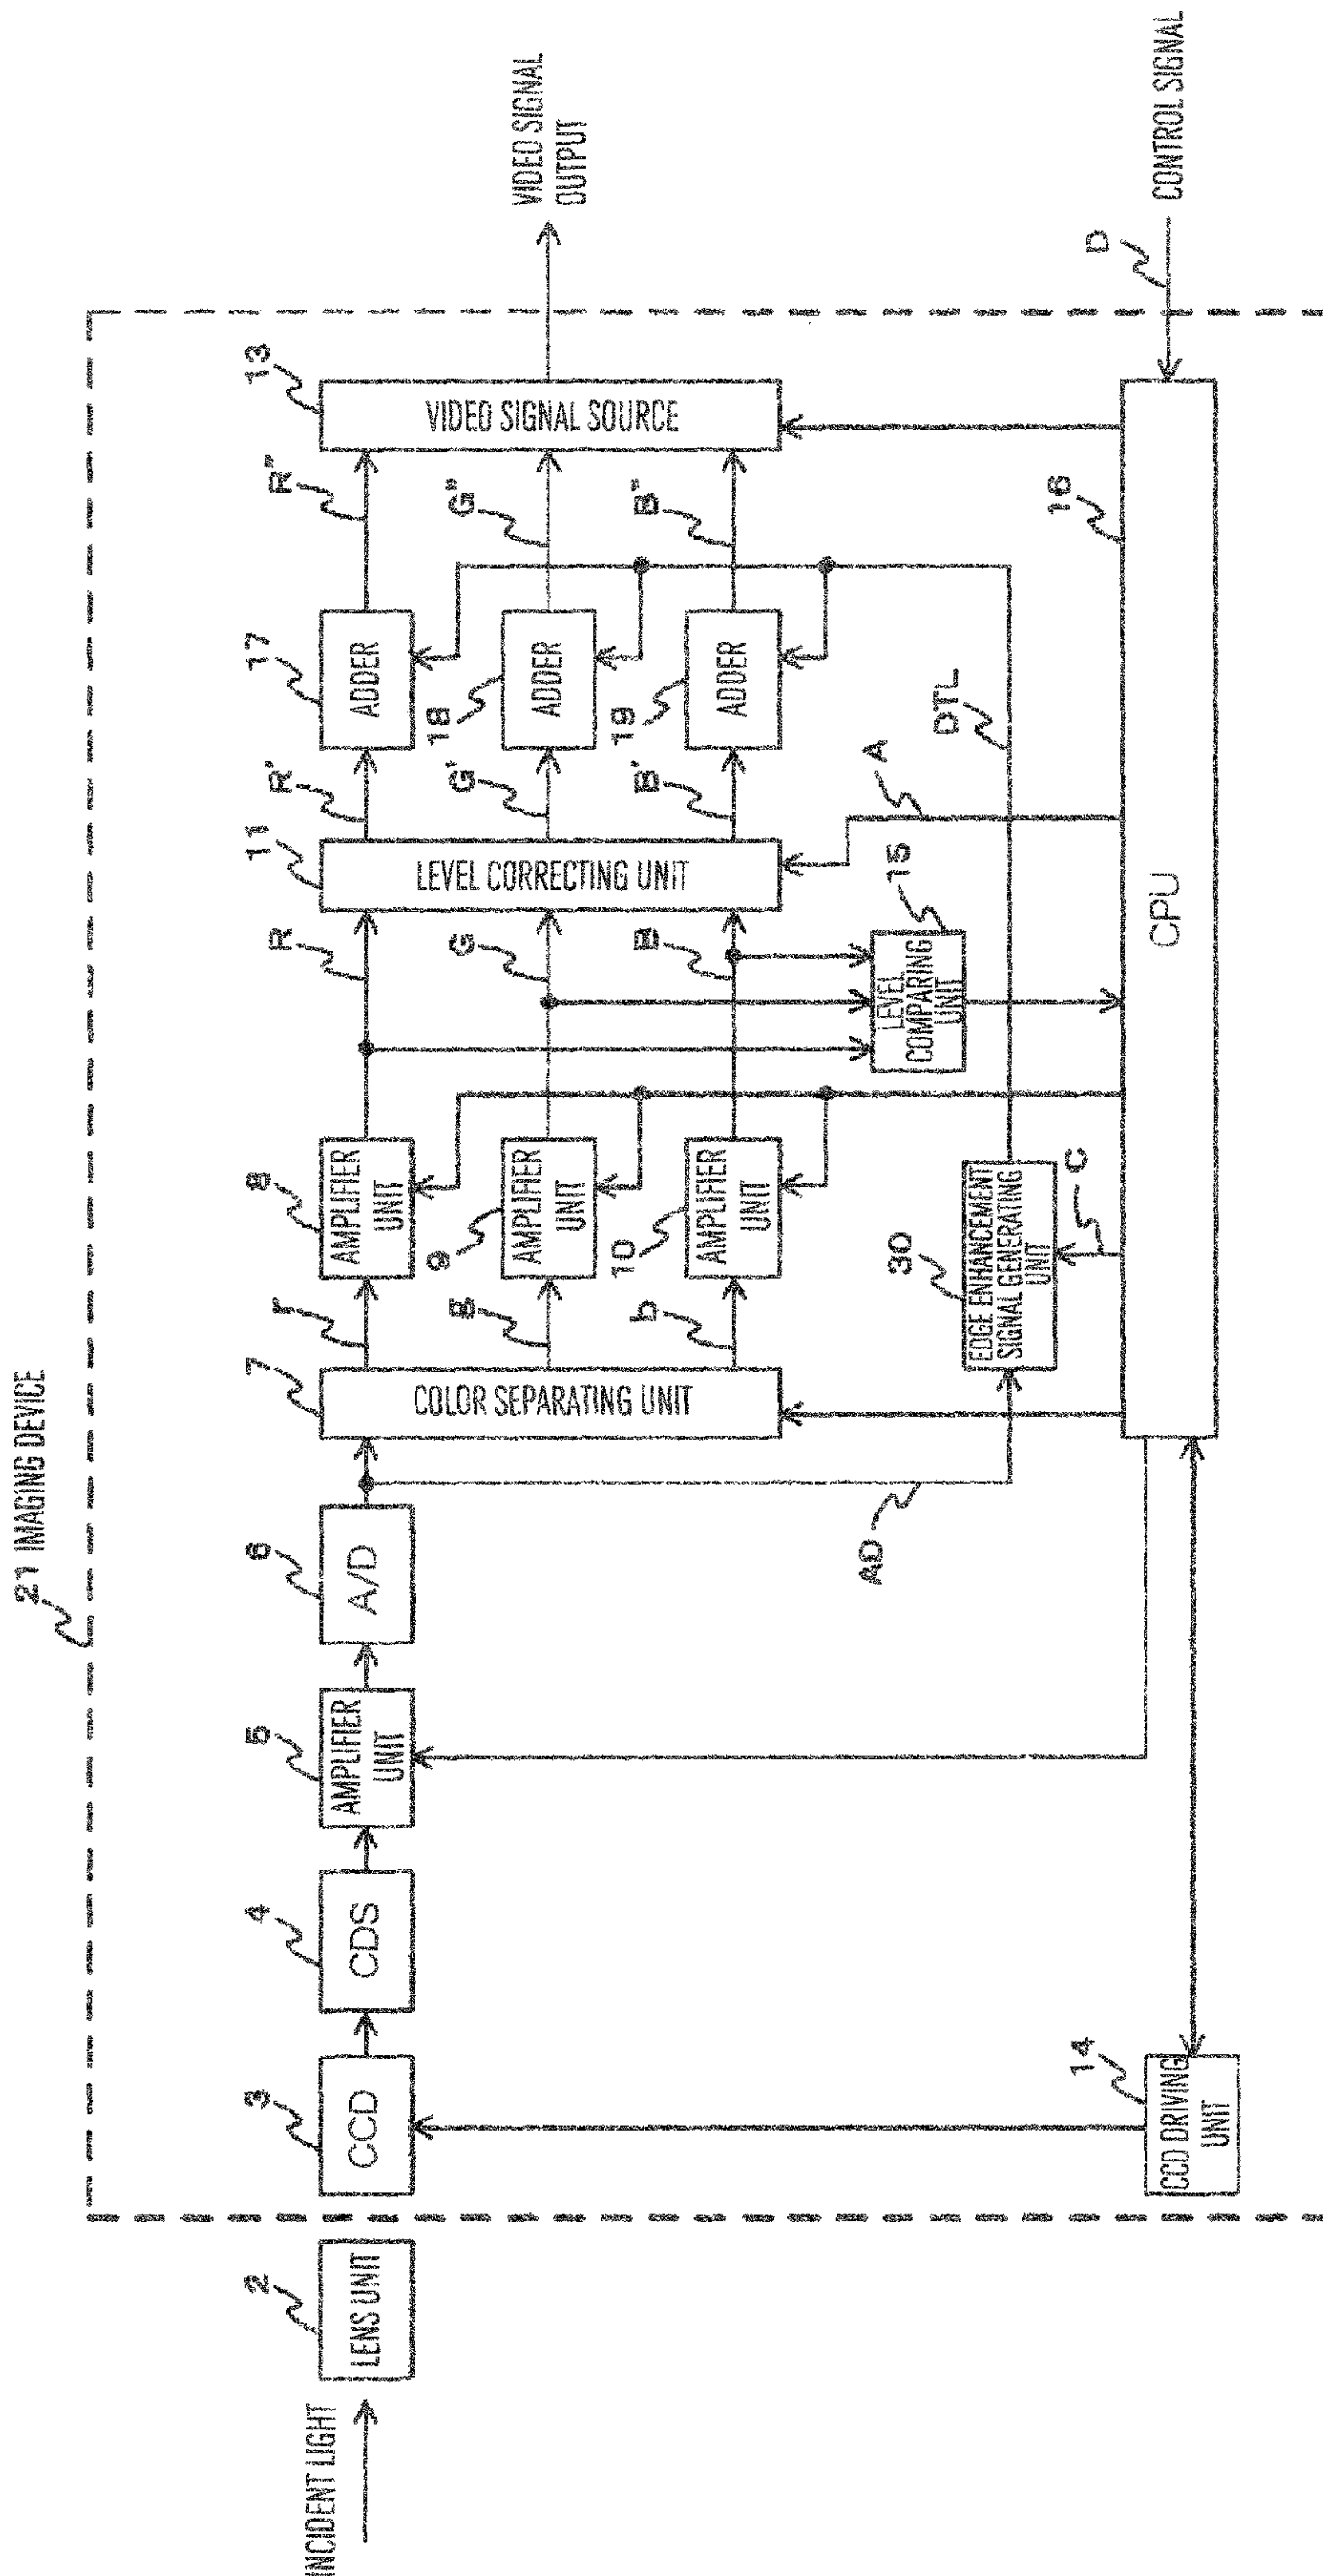 21 IMAGING DEVICE
INCIDENT LIGHT
2
LENS UNIT
3
CCD
4
CDS
5
AMPLIFIER
UNIT
6
A/D
7
COLOR SEPARATING UNIT
r
g
b
8
AMPLIFIER
UNIT
9
AMPLIFIER
UNIT
10
AMPLIFIER
UNIT
R
G
B
11
LEVEL CORRECTING UNIT
R'
G'
B'
17
ADDER
18
ADDER
19
ADDER
R"
G"
B"
13
VIDEO SIGNAL SOURCE
VIDEO SIGNAL
OUTPUT
AD
30
EDGE ENHANCEMENT
SIGNAL GENERATING
UNIT
C
15
LEVEL
COMPARING
UNIT
A
DTL
14
CCD DRIVING
UNIT
16
CPU
D
CONTROL SIGNAL